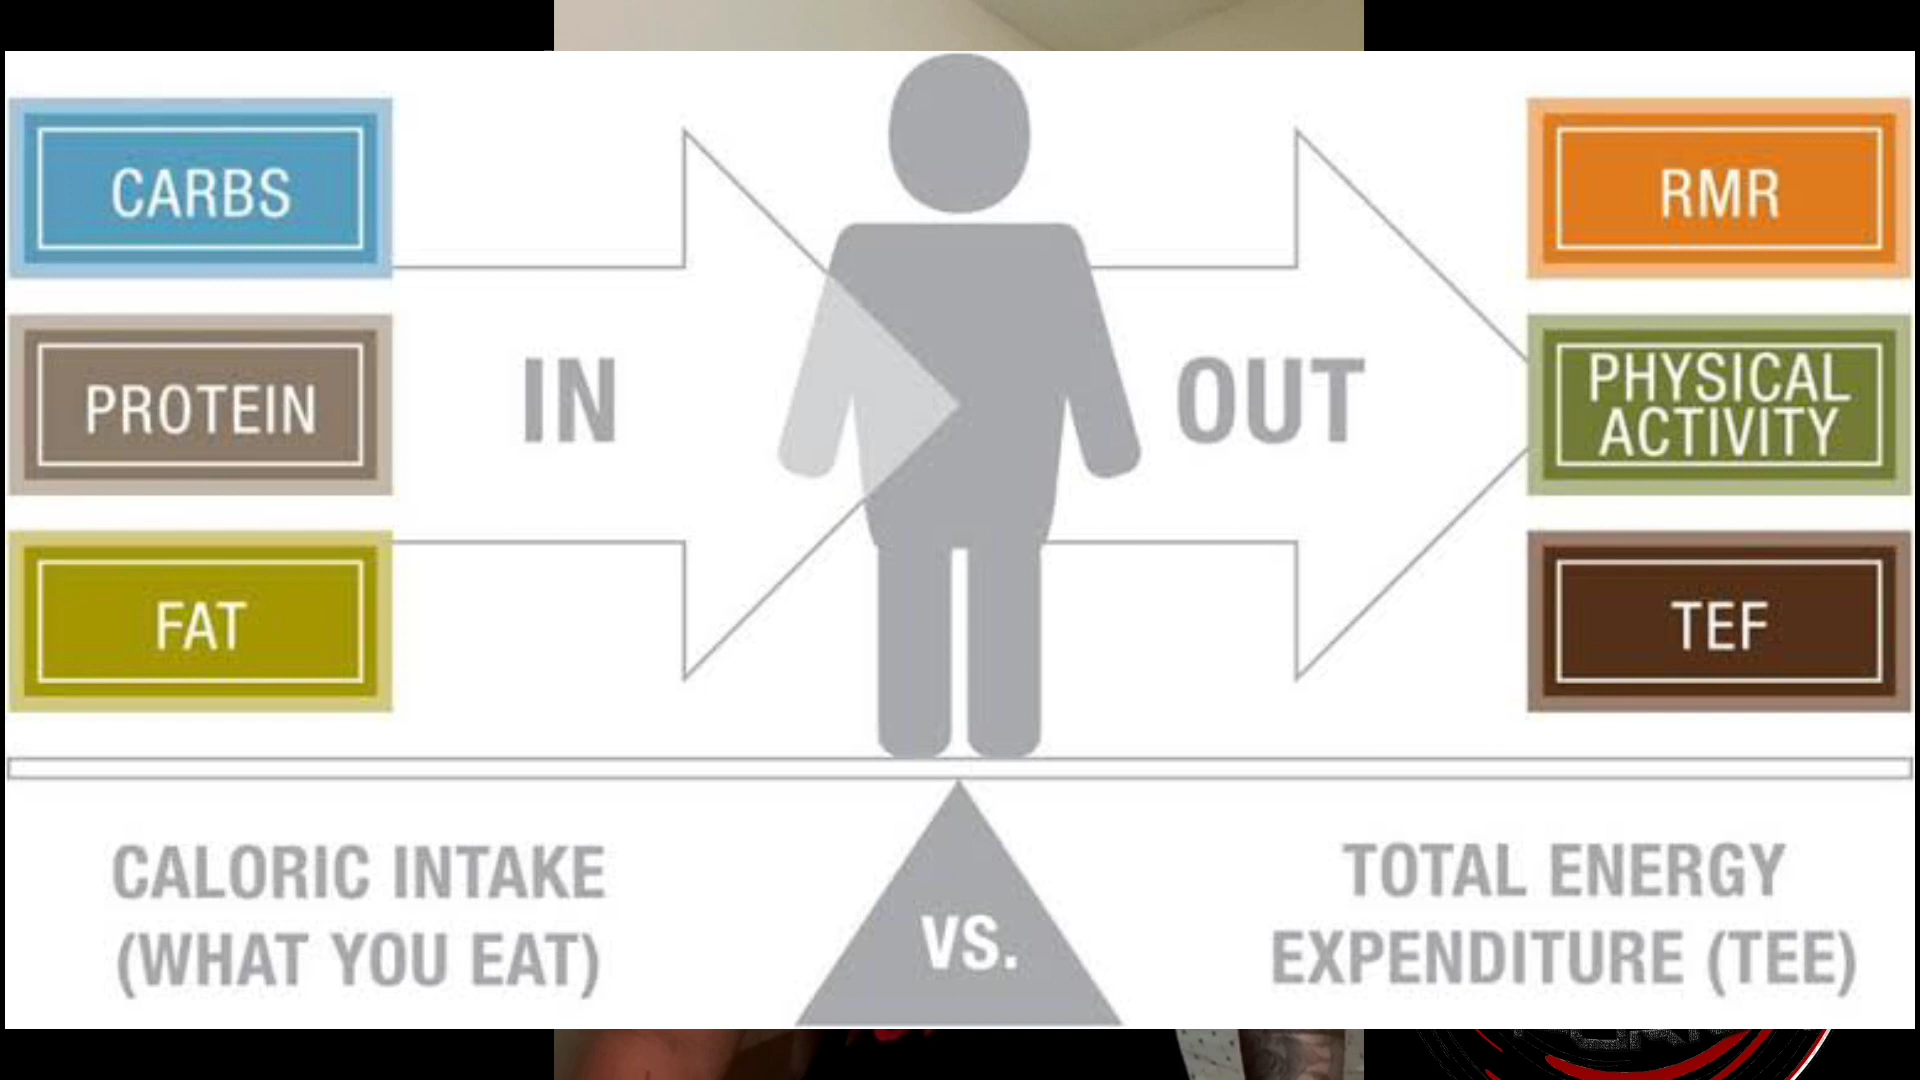 CARBS
PROTEIN
FAT
IN
OUT
RMR
PHYSICAL
ACTIVITY
TEF
CALORIC INTAKE
(WHAT YOU EAT)
VS.
TOTAL ENERGY
EXPENDITURE (TEE)